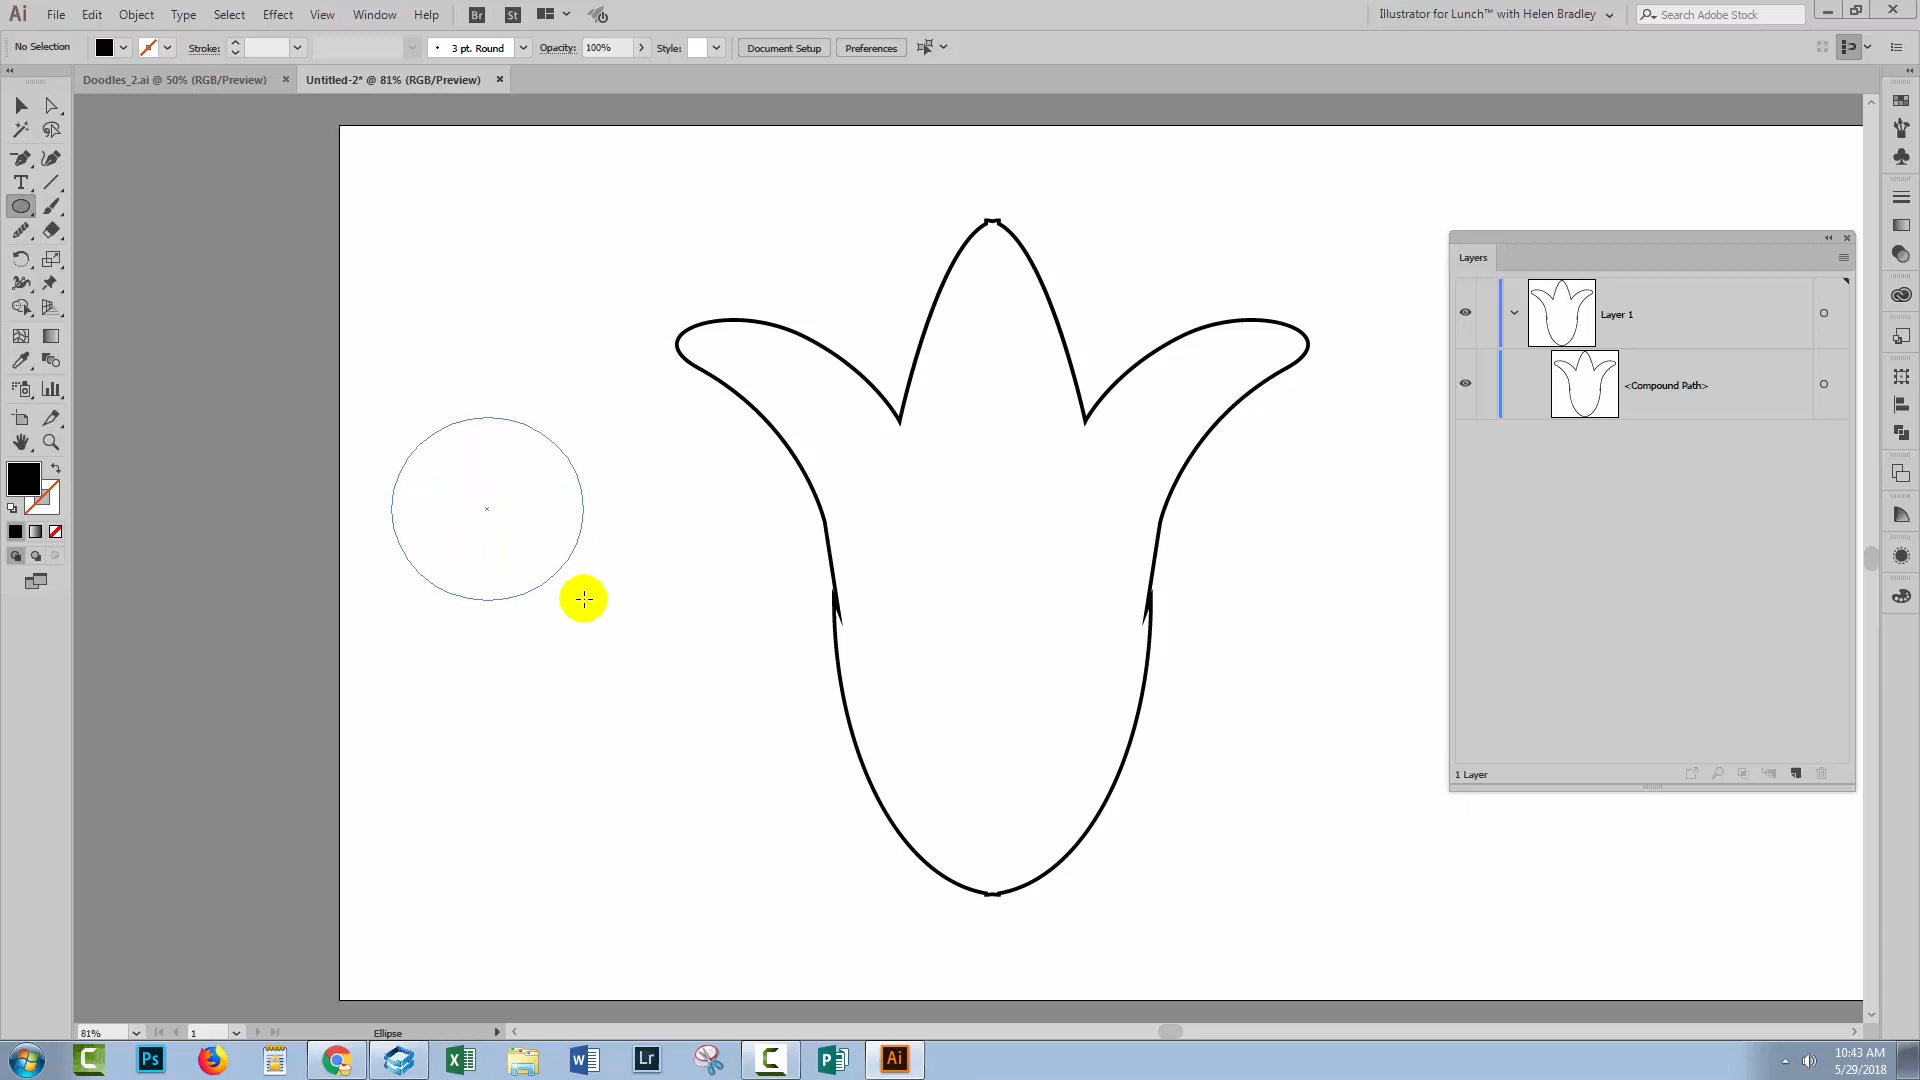 Ai File Edit Object Type Select Effect View Window Help Br St Illustrator for Lunch™ with Helen Bradley Search Adobe Stock
No Selection Stroke: 3 pt. Round Opacity: 100% Style: Document Setup Preferences
Doodles_2.ai @ 50% (RGB/Preview) Untitled-2* @ 81% (RGB/Preview)
T
Layers
Layer 1
<Compound Path>
1 Layer
81% 1 Ellipse
C Ps W Lr C P Ai
10:43 AM
5/29/2018